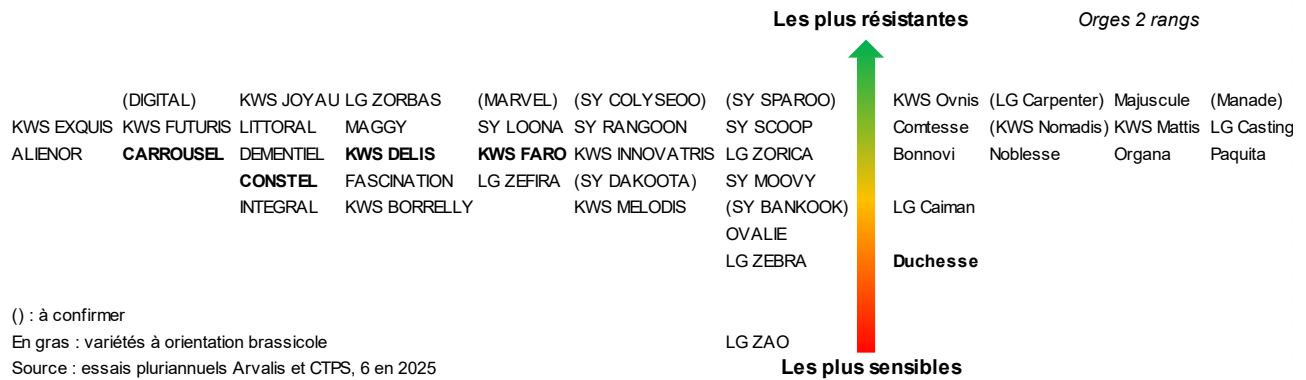 Les plus résistantes Orges 2 rangs
(DIGITAL) KWS JOYAU LG ZORBAS (MARVEL) (SY COLYSEOO) (SY SPAROO) KWS Ovnis (LG Carpenter) Majuscule (Manade)
KWS EXQUIS KWS FUTURIS LITTORAL MAGGY SY LOONA SY RANGOON SY SCOOP Comtesse (KWS Nomadis) KWS Mattis LG Casting
ALIENOR CARROUSEL DEMENTIEL KWS DELIS KWS FARO KWS INNOVATRIS LG ZORICA Bonnovi Noblesse Organa Paquita
CONSTEL FASCINATION LG ZEFIRA (SY DAKOOTA) SY MOOVY
INTEGRAL KWS BORRELLY KWS MELODIS (SY BANKOOK) LG Caiman
OVALIE
LG ZEBRA Duchesse
() : à confirmer
En gras : variétés à orientation brassicole LG ZAO
Source : essais pluriannuels Arvalis et CTPS, 6 en 2025 Les plus sensibles